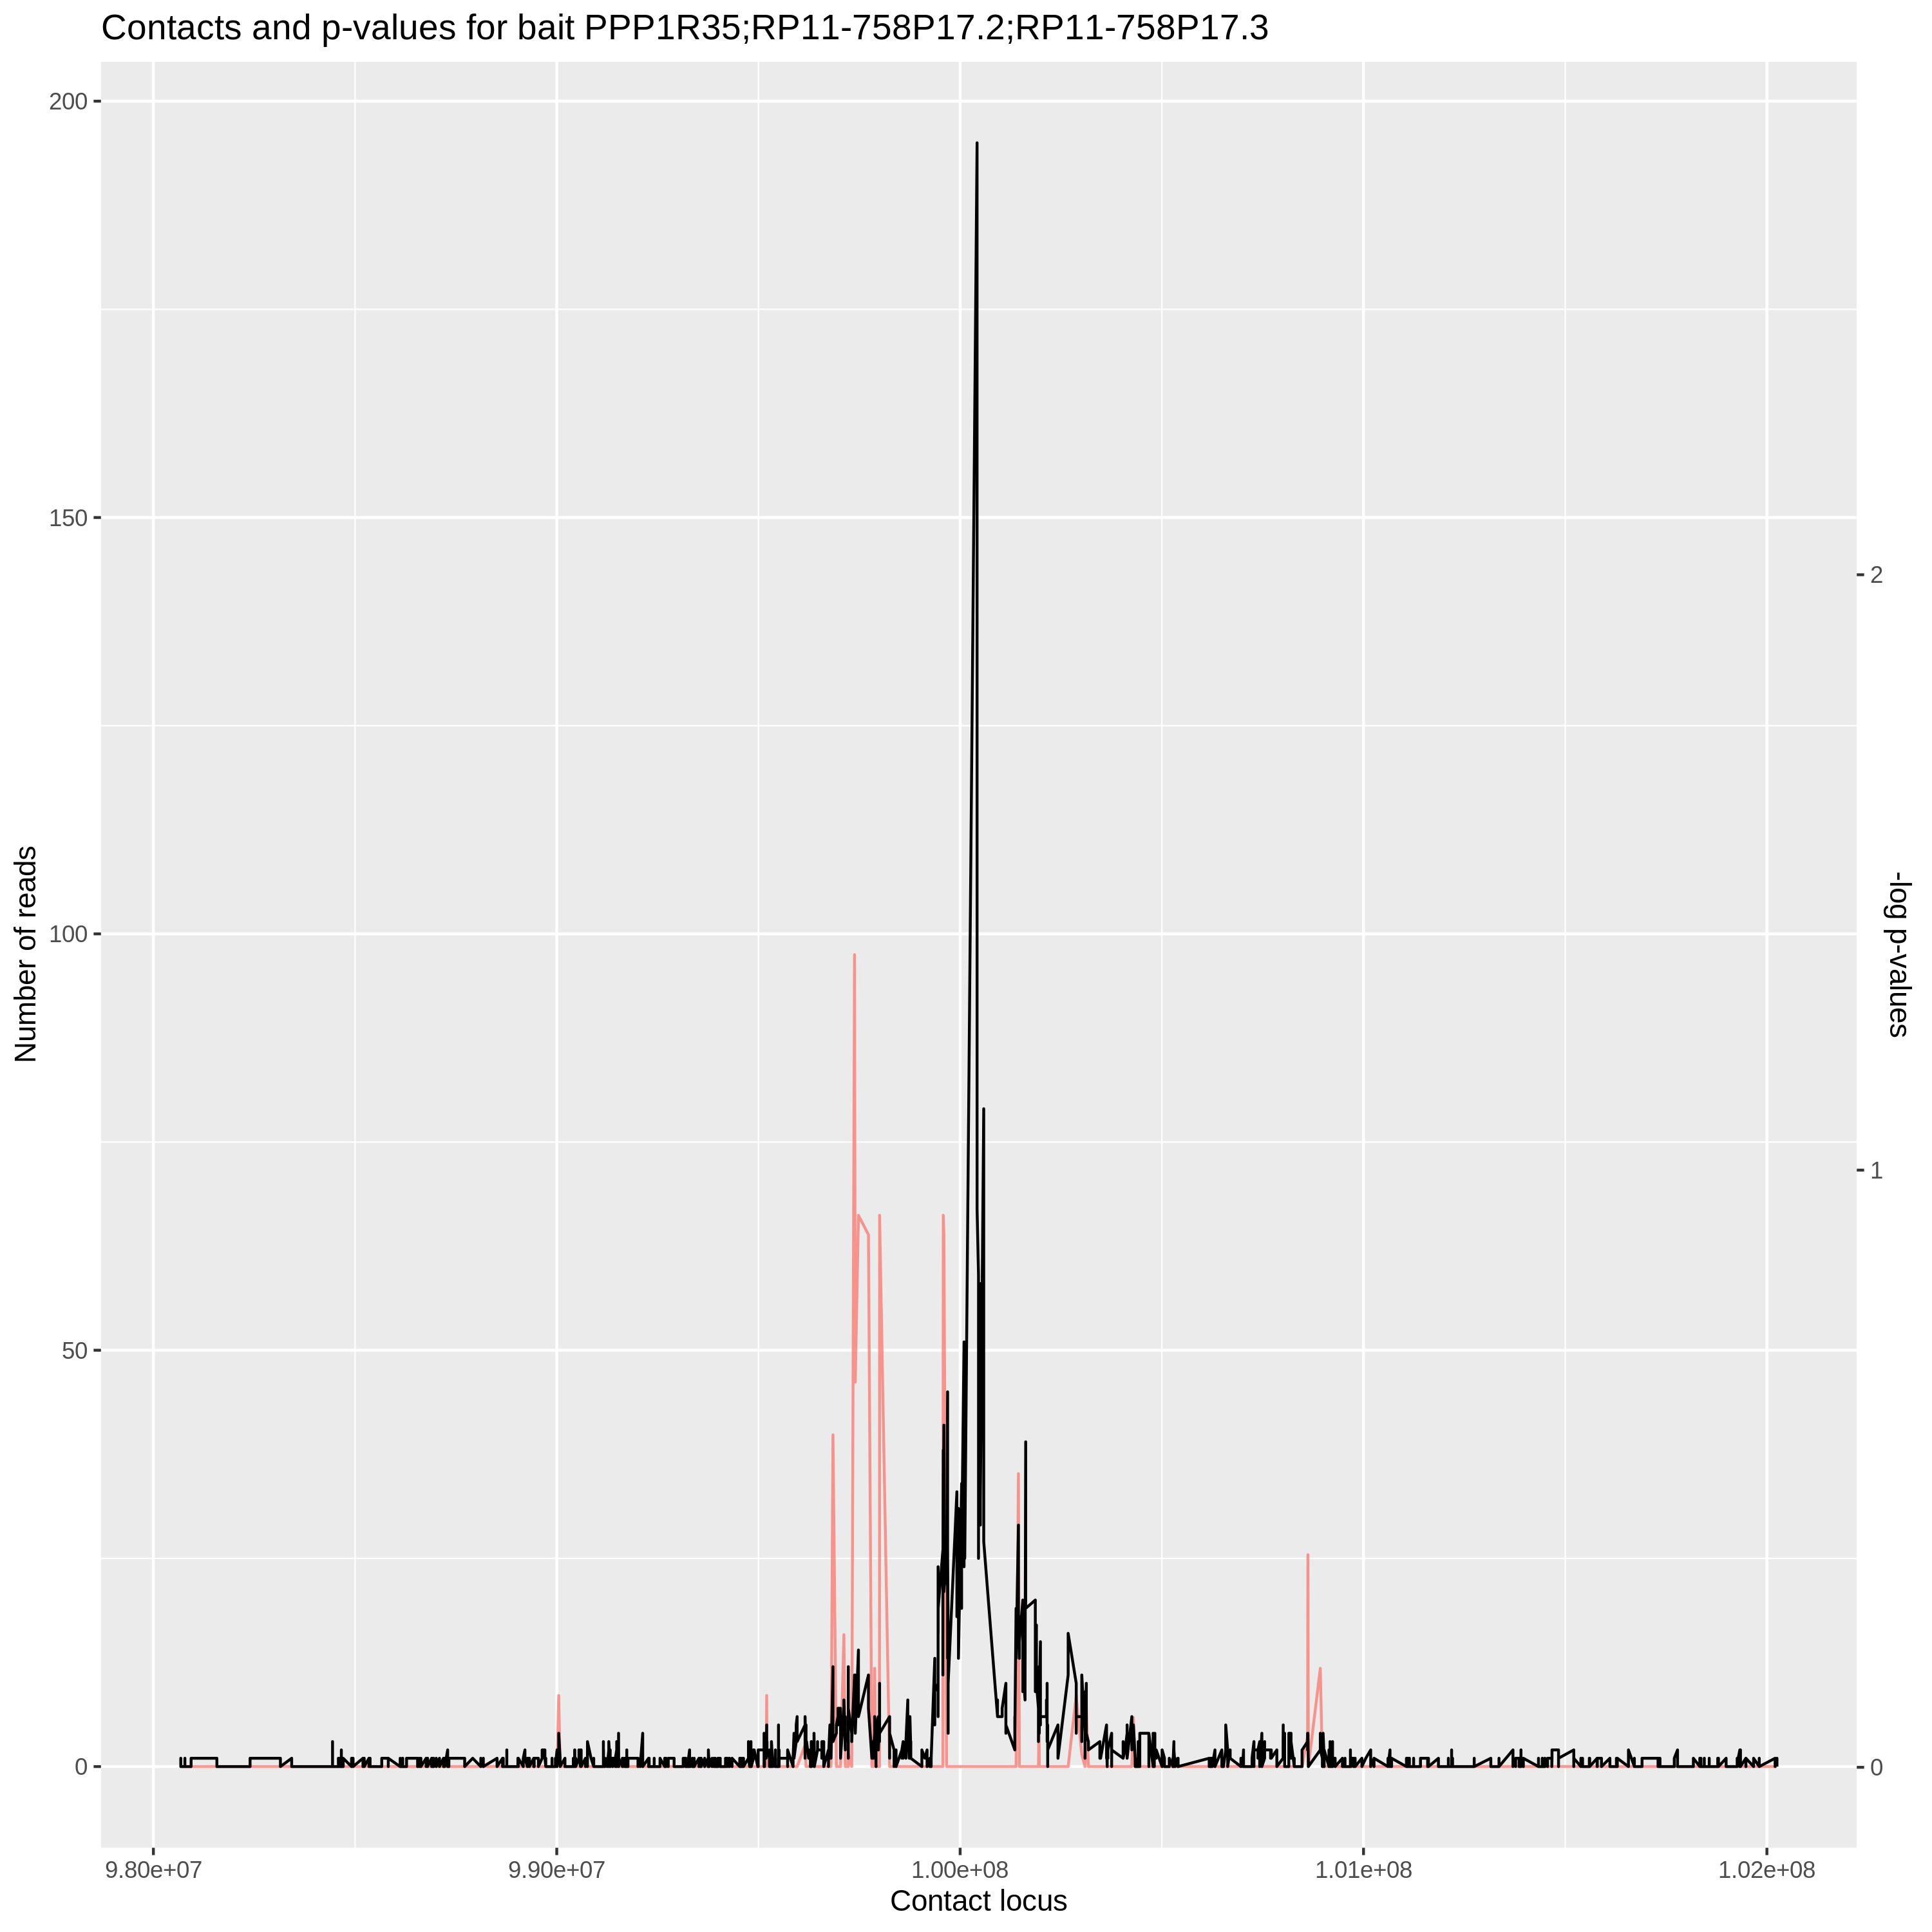 Contacts and p-values for bait PPP1R35;RP11-758P17.2;RP11-758P17.3
200
150
100
50
0
Number of reads
2
1
0
-log p-values
9.80e+07
9.90e+07
1.00e+08
1.01e+08
1.02e+08
Contact locus